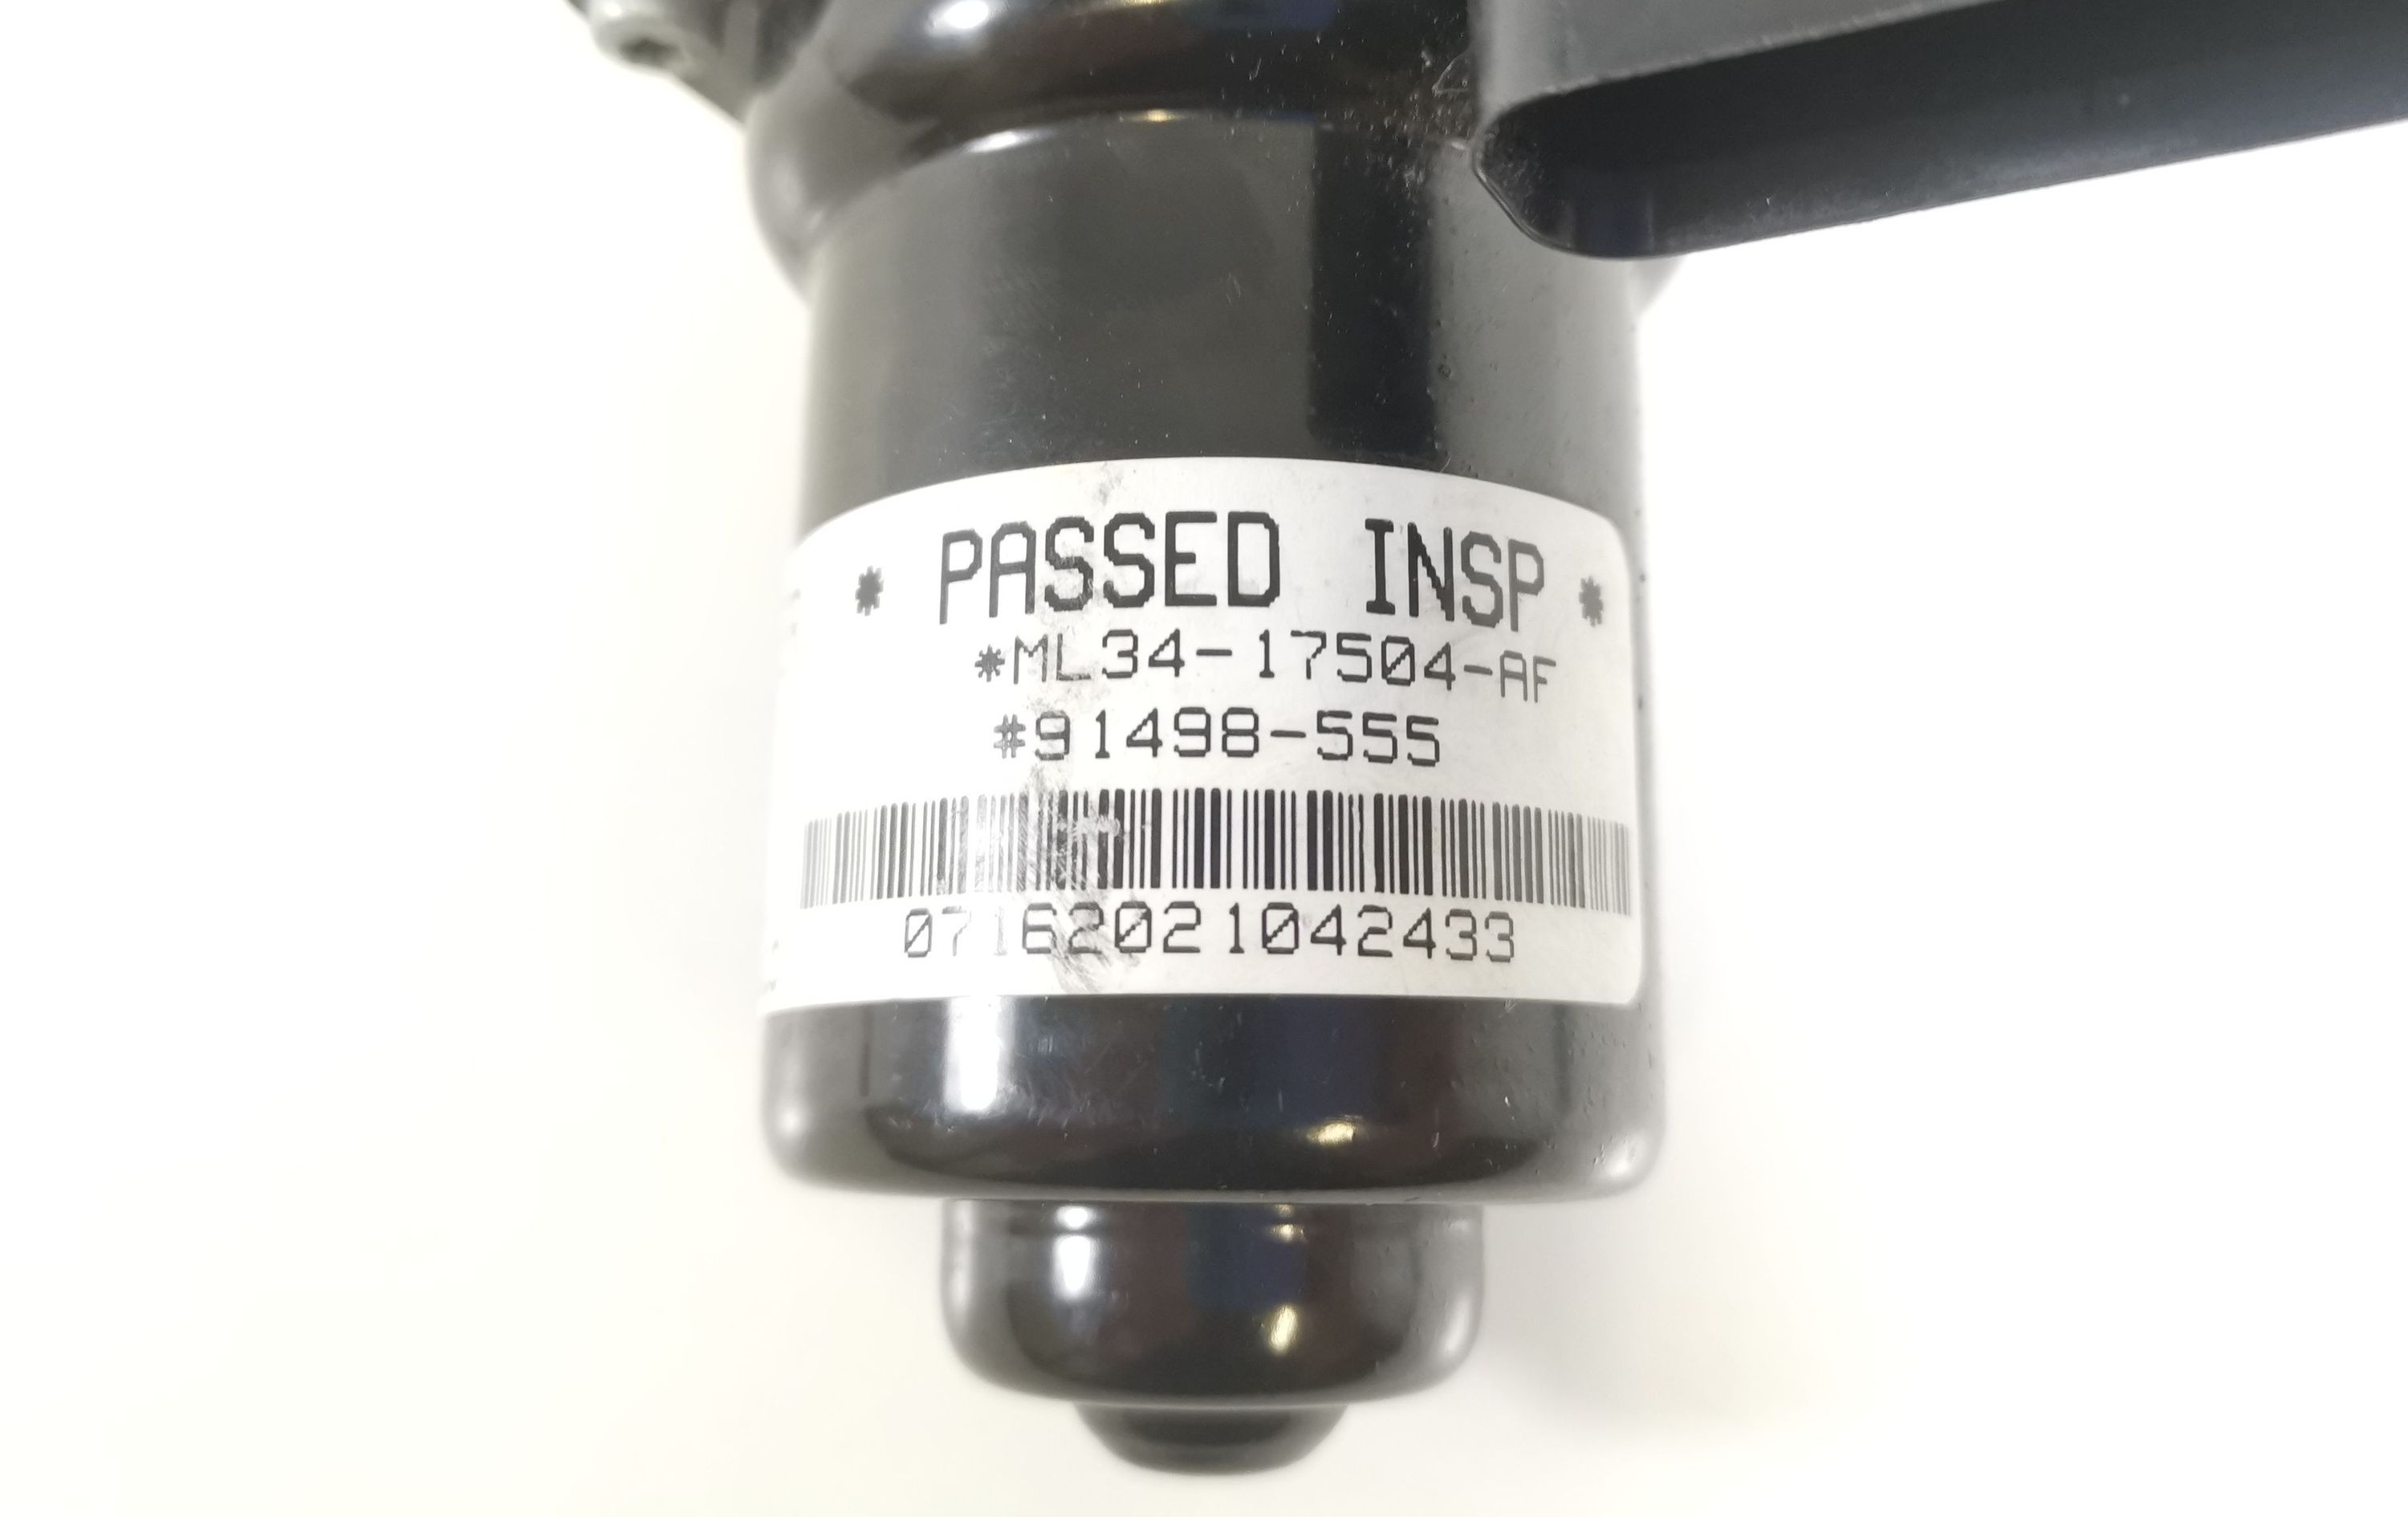 * PASSED INSP *
*ML34-17504-AF
#91498-555
07162021042433